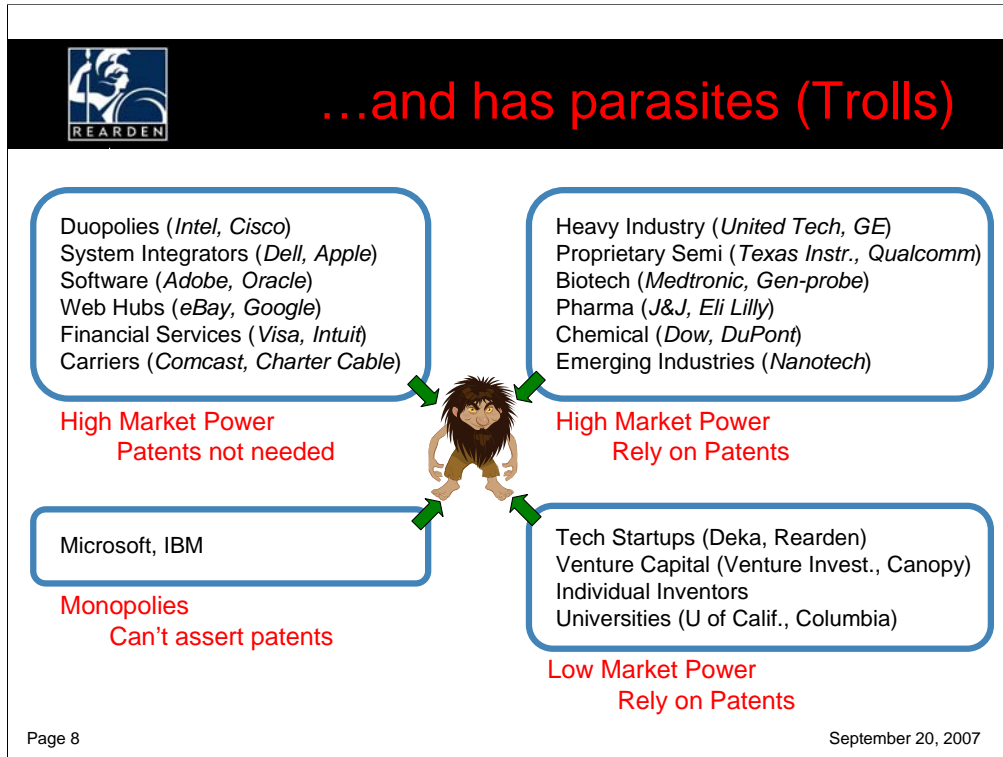 REARDEN
…and has parasites (Trolls)
Duopolies (Intel, Cisco)
System Integrators (Dell, Apple)
Software (Adobe, Oracle)
Web Hubs (eBay, Google)
Financial Services (Visa, Intuit)
Carriers (Comcast, Charter Cable)
High Market Power
Patents not needed
Heavy Industry (United Tech, GE)
Proprietary Semi (Texas Instr., Qualcomm)
Biotech (Medtronic, Gen-probe)
Pharma (J&J, Eli Lilly)
Chemical (Dow, DuPont)
Emerging Industries (Nanotech)
High Market Power
Rely on Patents
Microsoft, IBM
Monopolies
Can’t assert patents
Tech Startups (Deka, Rearden)
Venture Capital (Venture Invest., Canopy)
Individual Inventors
Universities (U of Calif., Columbia)
Low Market Power
Rely on Patents
Page 8
September 20, 2007